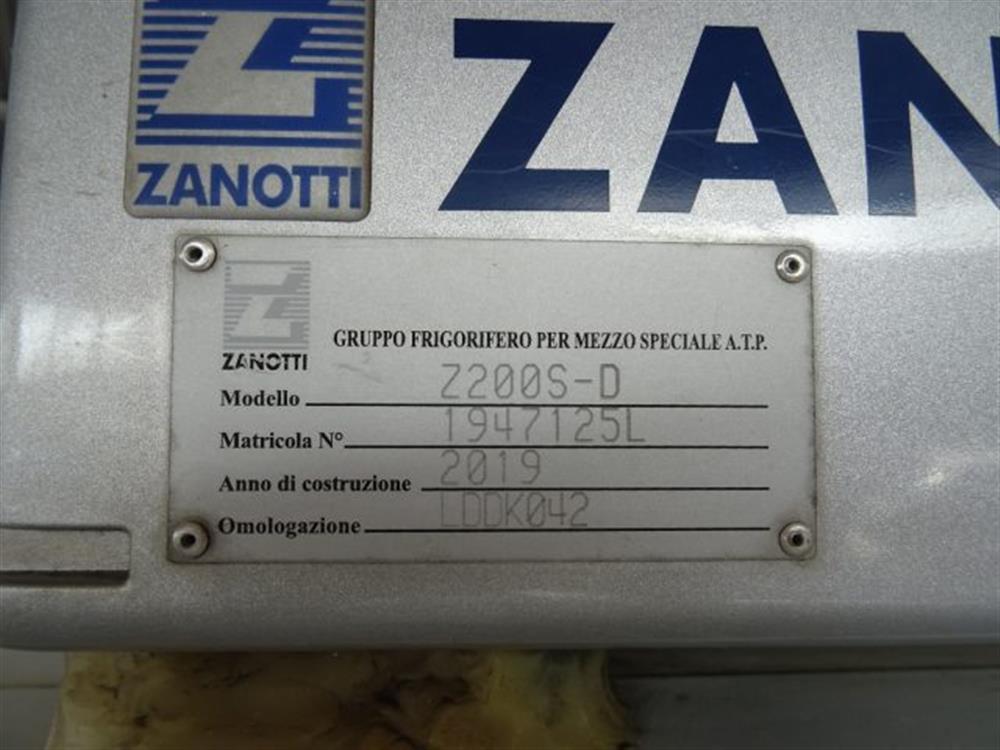 ZANOTTI
ZAN
GRUPPO FRIGORIFERO PER MEZZO SPECIALE A.T.P.
ZANOTTI
Modello Z200S-D
Matricola N° 1947125L
Anno di costruzione 2019
Omologazione LDDK042